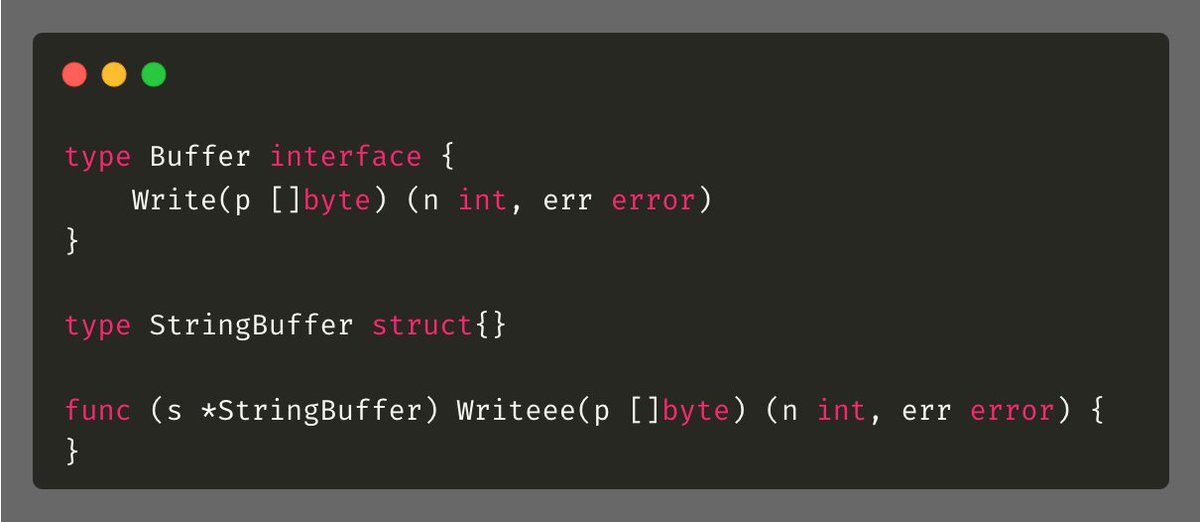 type Buffer interface {
    Write(p []byte) (n int, err error)
}
type StringBuffer struct{}
func (s *StringBuffer) Writeee(p []byte) (n int, err error) {
}